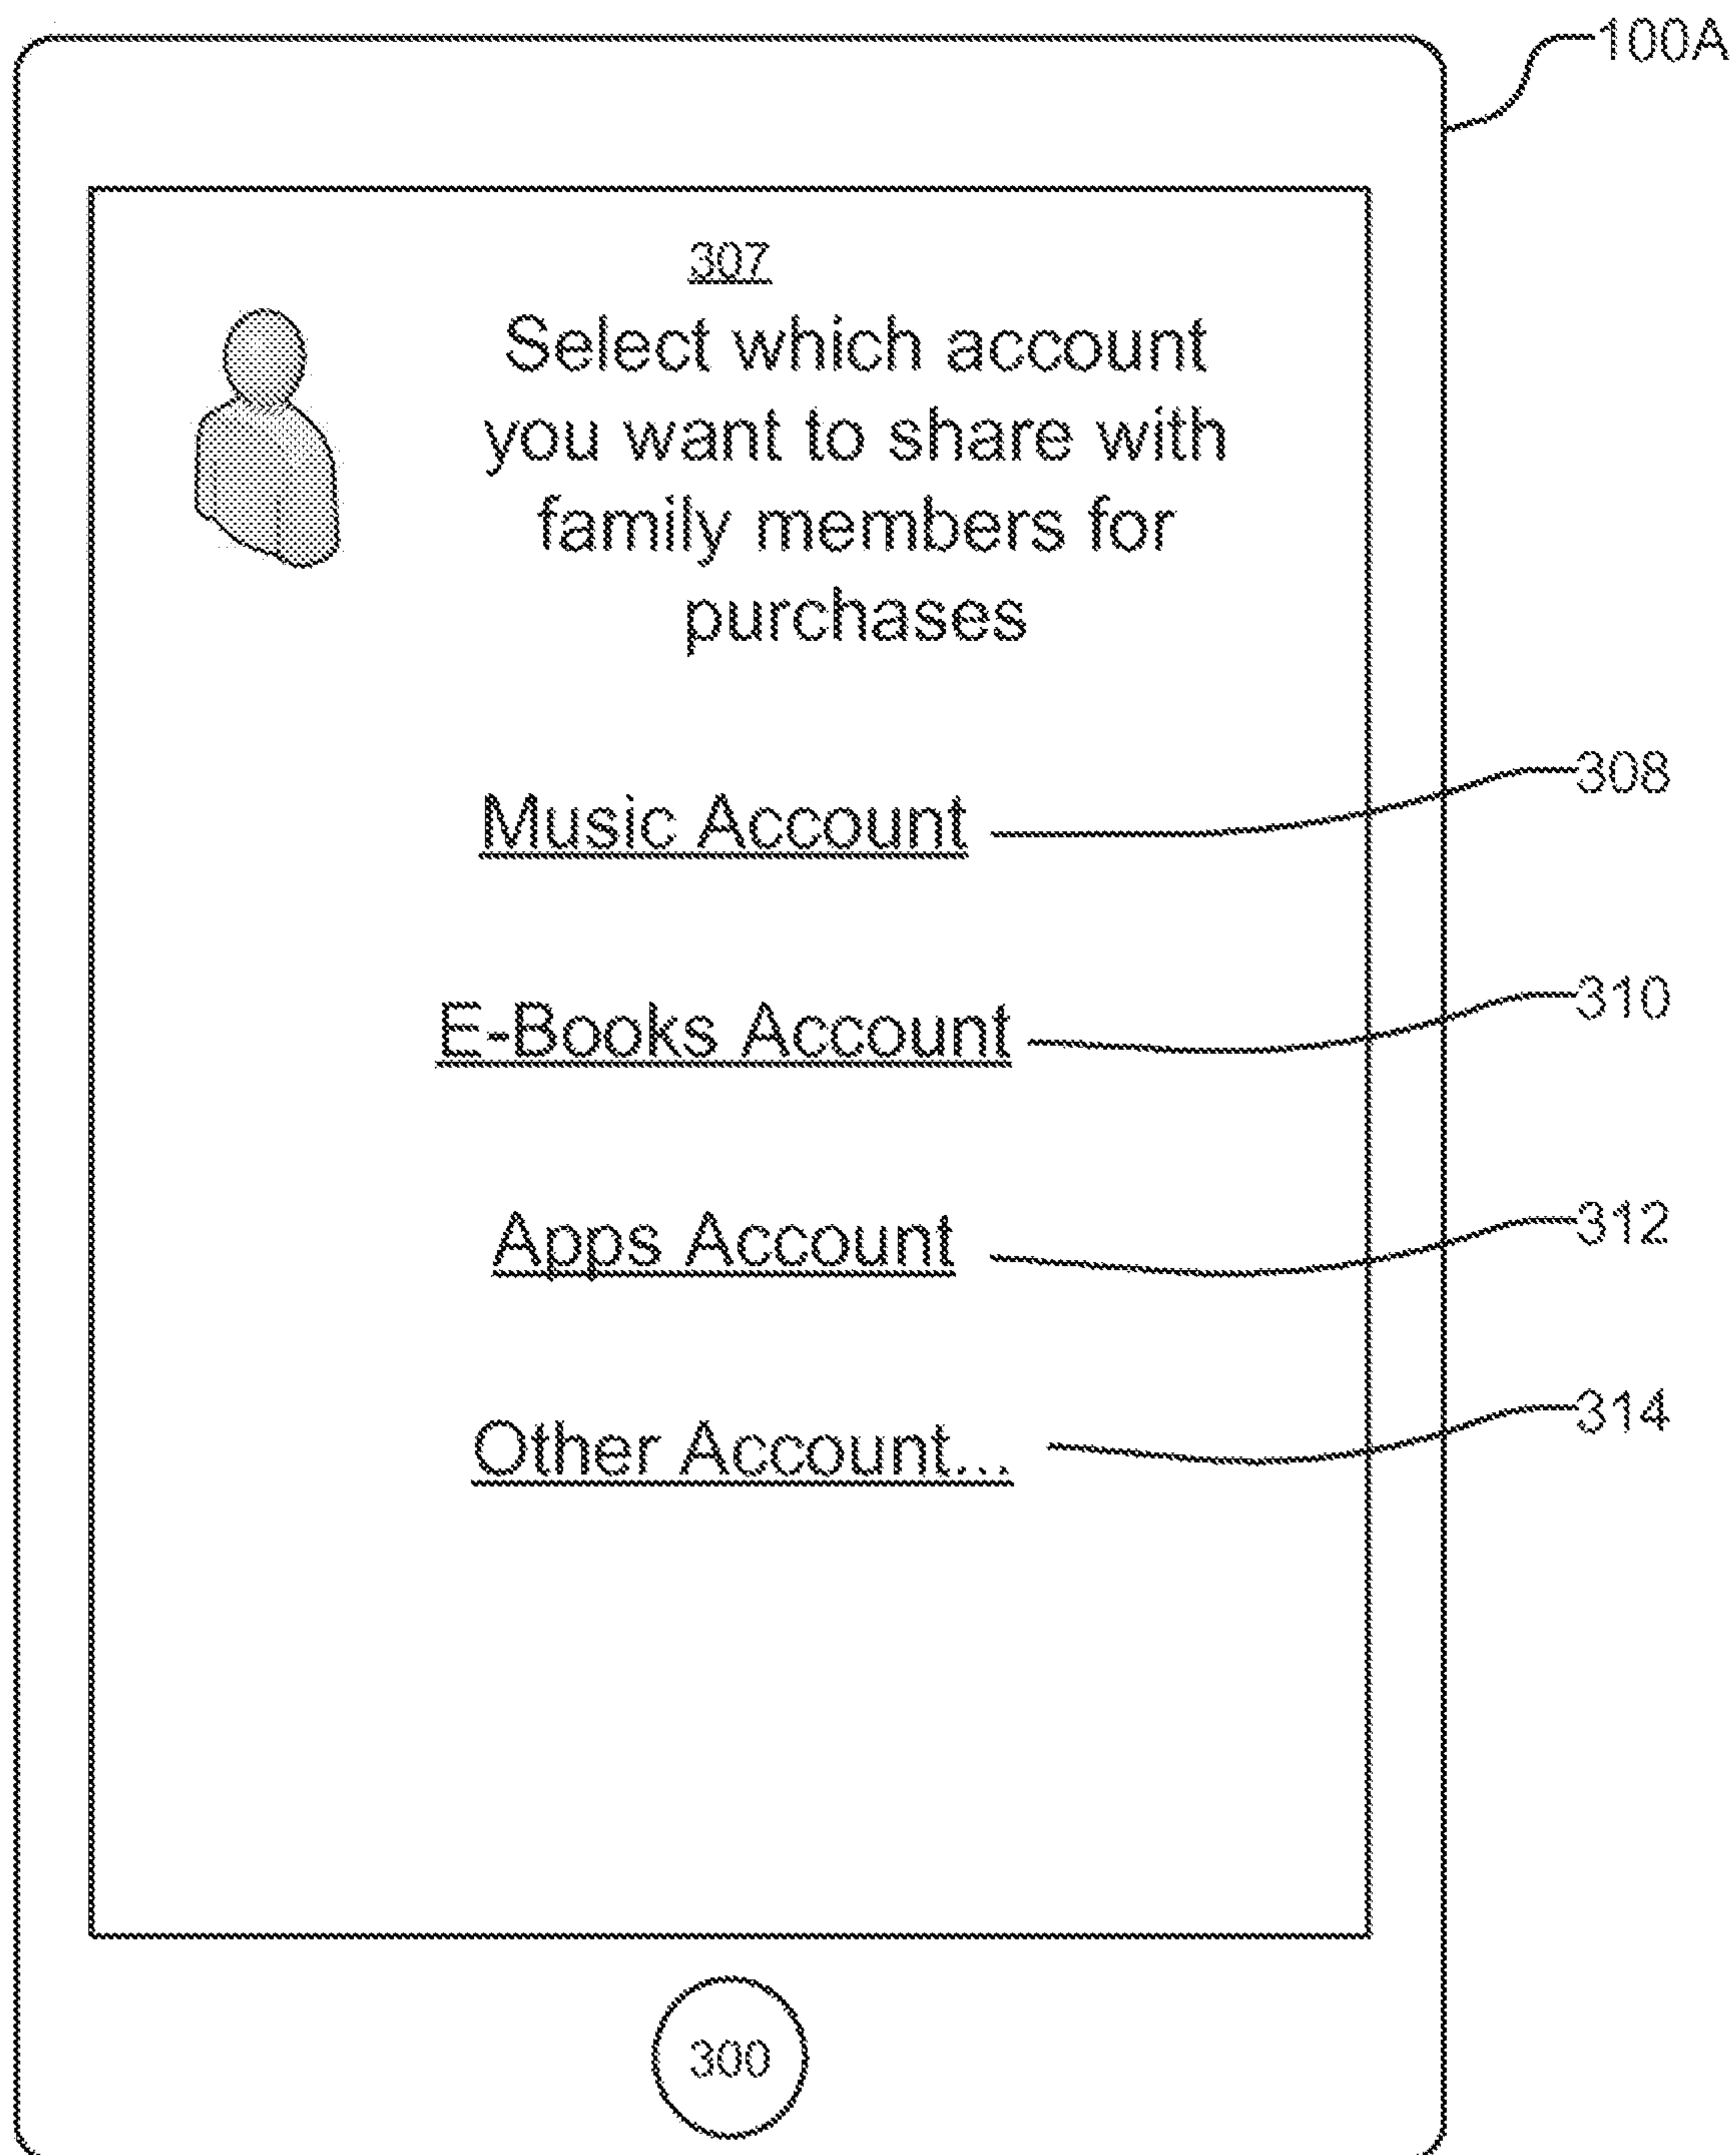 100A
307
Select which account
you want to share with
family members for
purchases
Music Account
308
E-Books Account
310
Apps Account
312
Other Account...
314
300